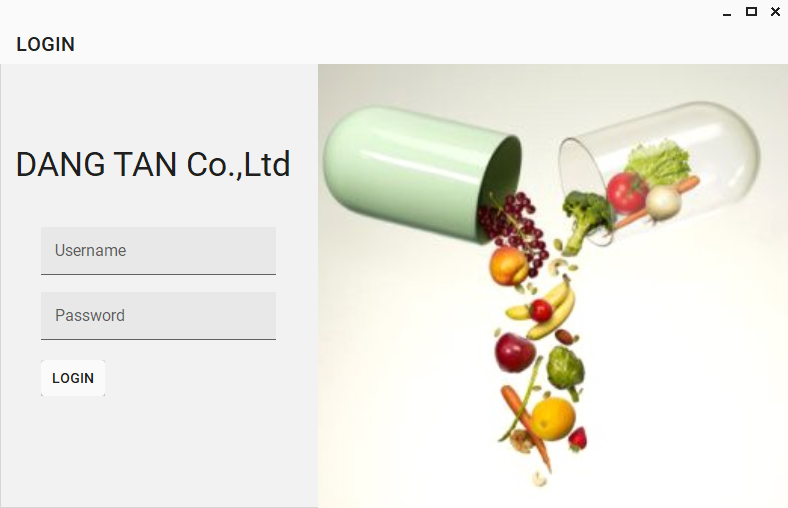 LOGIN
DANG TAN Co.,Ltd
Username
Password
LOGIN